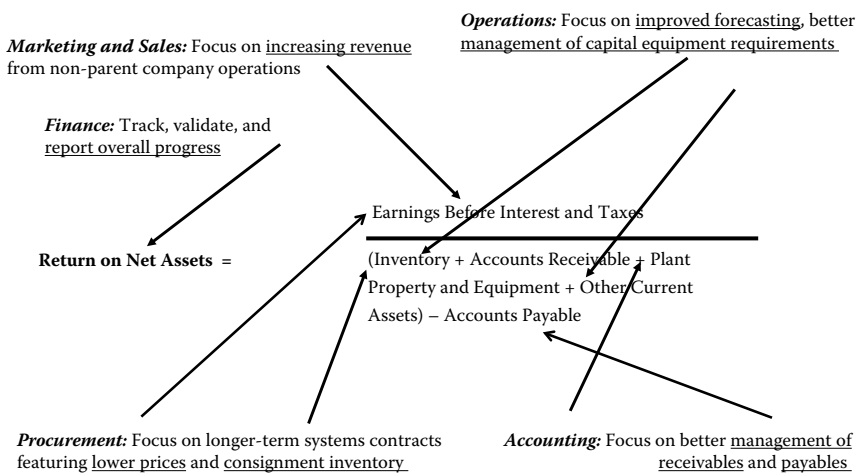 Operations: Focus on improved forecasting, better
management of capital equipment requirements
Marketing and Sales: Focus on increasing revenue
from non-parent company operations
Finance: Track, validate, and
report overall progress
Earnings Before Interest and Taxes
Return on Net Assets =
(Inventory + Accounts Receivable + Plant
Property and Equipment + Other Current
Assets) – Accounts Payable
Procurement: Focus on longer-term systems contracts
featuring lower prices and consignment inventory
Accounting: Focus on better management of
receivables and payables